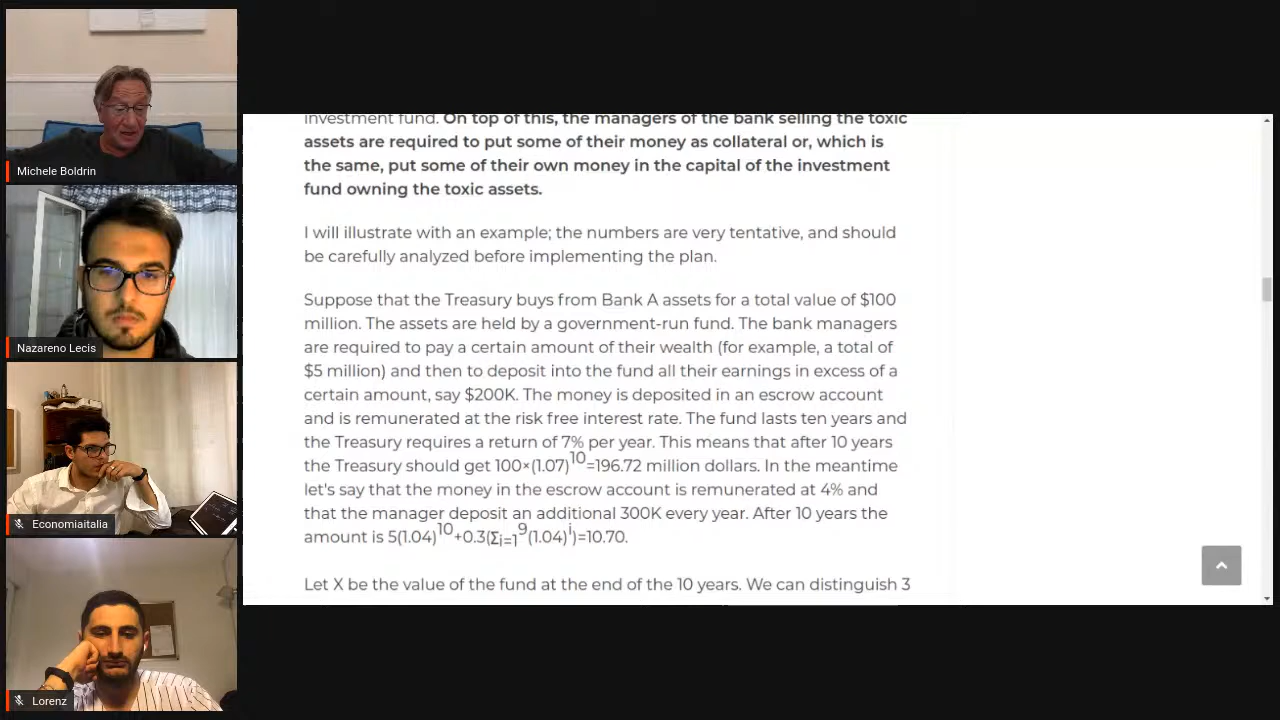 Michele Boldrin
Nazareno Lecis
Economiaitalia
Lorenz
investment fund. On top of this, the managers of the bank selling the toxic
assets are required to put some of their money as collateral or, which is
the same, put some of their own money in the capital of the investment
fund owning the toxic assets.
I will illustrate with an example; the numbers are very tentative, and should
be carefully analyzed before implementing the plan.
Suppose that the Treasury buys from Bank A assets for a total value of $100
million. The assets are held by a government-run fund. The bank managers
are required to pay a certain amount of their wealth (for example, a total of
$5 million) and then to deposit into the fund all their earnings in excess of a
certain amount, say $200K. The money is deposited in an escrow account
and is remunerated at the risk free interest rate. The fund lasts ten years and
the Treasury requires a return of 7% per year. This means that after 10 years
the Treasury should get 100×(1.07)^10=196.72 million dollars. In the meantime
let's say that the money in the escrow account is remunerated at 4% and
that the manager deposit an additional 300K every year. After 10 years the
amount is 5(1.04)^10+0.3(Σi=1^9(1.04)^i)=10.70.
Let X be the value of the fund at the end of the 10 years. We can distinguish 3